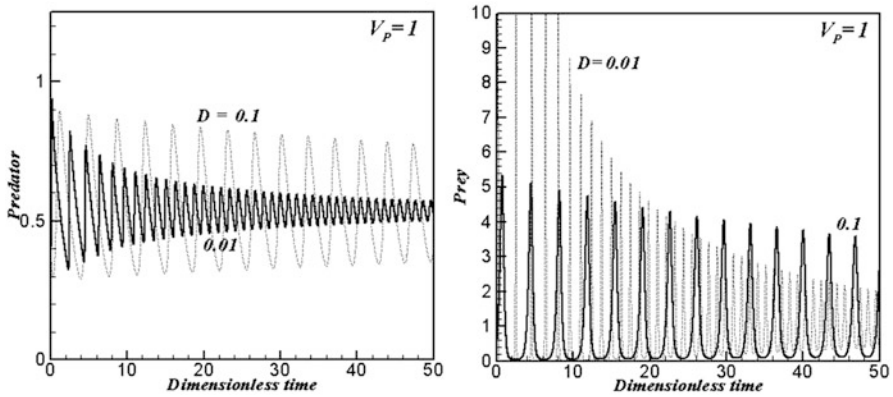 V_P=1
1
D = 0.1
Predator
0.5
0.01
0
0 10 20 30 40 50
Dimensionless time
10
V_P=1
9
D=0.01
8
7
6
Prey
5
4
0.1
3
2
1
0
0 10 20 30 40 50
Dimensionless time